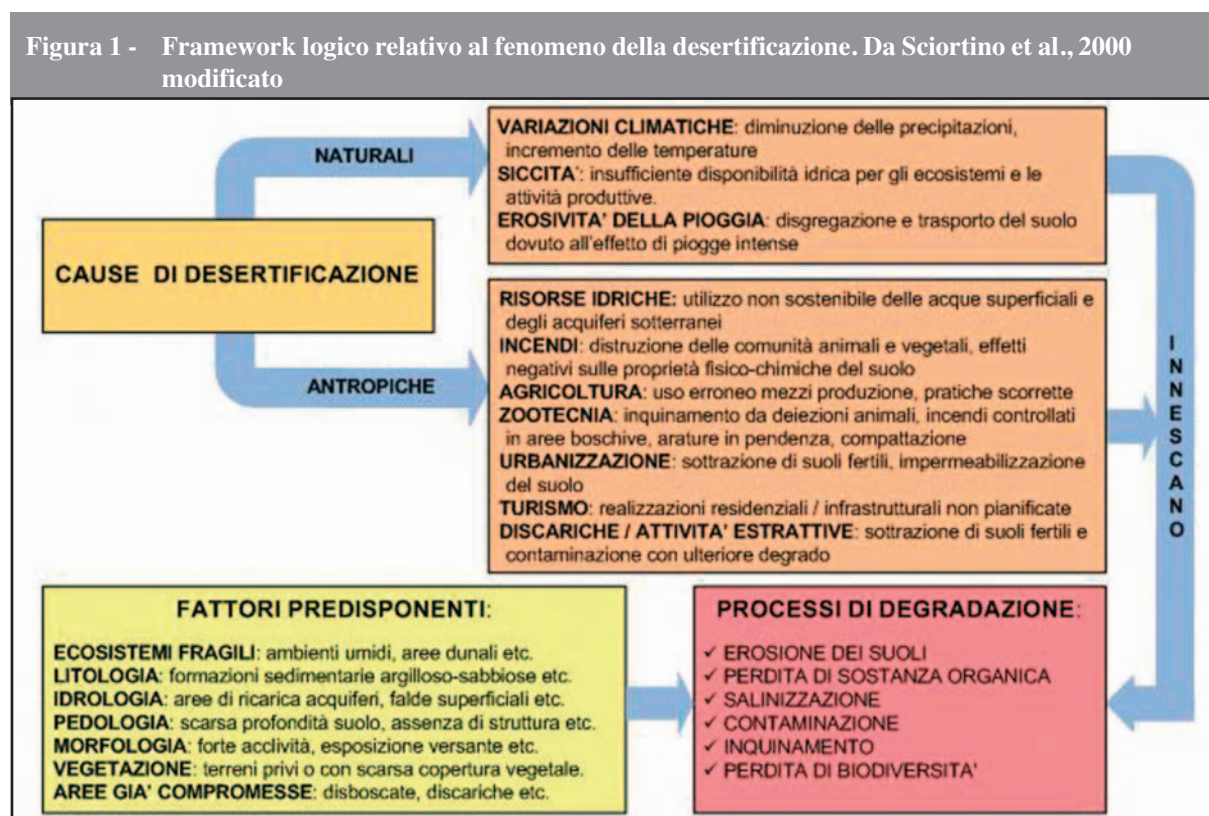 Figura 1 - Framework logico relativo al fenomeno della desertificazione. Da Sciortino et al., 2000
modificato
CAUSE DI DESERTIFICAZIONE
NATURALI
VARIAZIONI CLIMATICHE: diminuzione delle precipitazioni,
incremento delle temperature
SICCITA': insufficiente disponibilità idrica per gli ecosistemi e le
attività produttive.
EROSIVITA' DELLA PIOGGIA: disgregazione e trasporto del suolo
dovuto all'effetto di piogge intense
ANTROPICHE
RISORSE IDRICHE: utilizzo non sostenibile delle acque superficiali e
degli acquiferi sotterranei
INCENDI: distruzione delle comunità animali e vegetali, effetti
negativi sulle proprietà fisico-chimiche del suolo
AGRICOLTURA: uso erroneo mezzi produzione, pratiche scorrette
ZOOTECNIA: inquinamento da deiezioni animali, incendi controllati
in aree boschive, arature in pendenza, compattazione
URBANIZZAZIONE: sottrazione di suoli fertili, impermeabilizzazione
del suolo
TURISMO: realizzazioni residenziali / infrastrutturali non pianificate
DISCARICHE / ATTIVITA' ESTRATTIVE: sottrazione di suoli fertili e
contaminazione con ulteriore degrado
INNESCANO
FATTORI PREDISPONENTI:
ECOSISTEMI FRAGILI: ambienti umidi, aree dunali etc.
LITOLOGIA: formazioni sedimentarie argilloso-sabbiose etc.
IDROLOGIA: aree di ricarica acquiferi, falde superficiali etc.
PEDOLOGIA: scarsa profondità suolo, assenza di struttura etc.
MORFOLOGIA: forte acclività, esposizione versante etc.
VEGETAZIONE: terreni privi o con scarsa copertura vegetale.
AREE GIA' COMPROMESSE: disboscate, discariche etc.
PROCESSI DI DEGRADAZIONE:
✓ EROSIONE DEI SUOLI
✓ PERDITA DI SOSTANZA ORGANICA
✓ SALINIZZAZIONE
✓ CONTAMINAZIONE
✓ INQUINAMENTO
✓ PERDITA DI BIODIVERSITA'